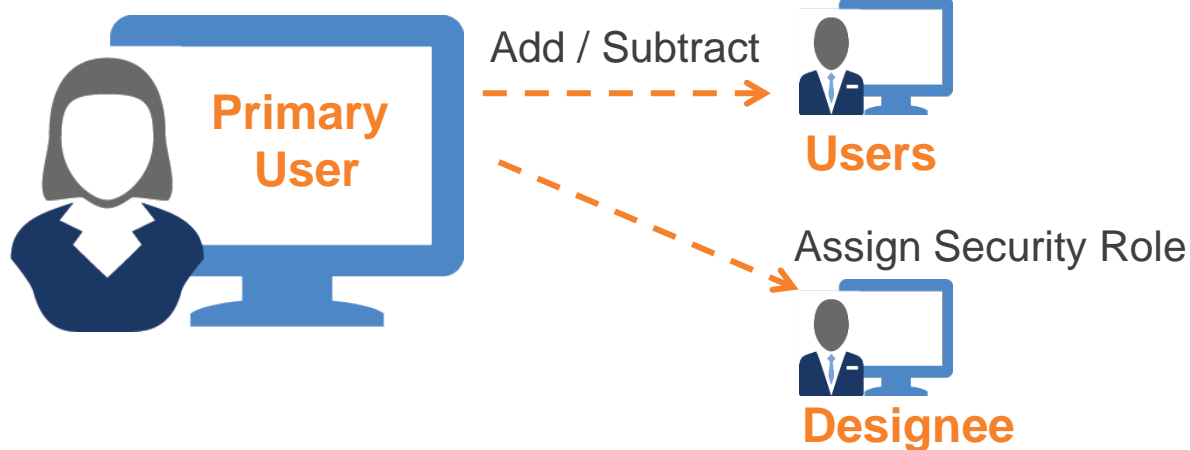 Add / Subtract
Primary
User
Users
Assign Security Role
Designee